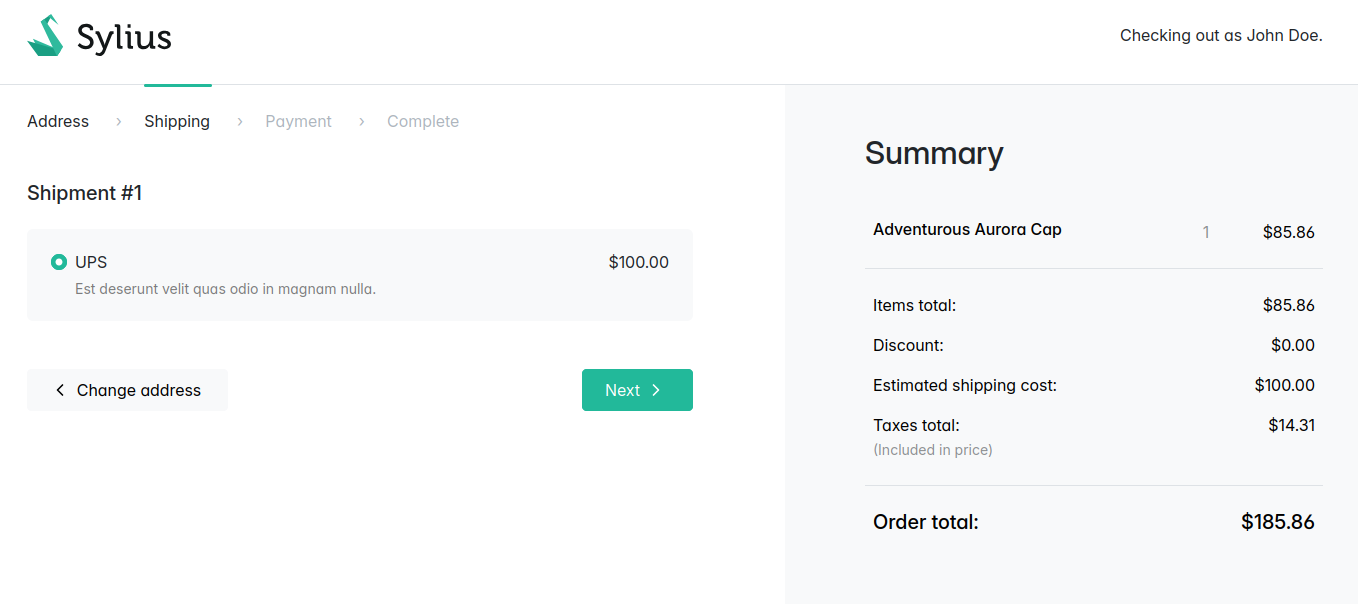 Sylius
Checking out as John Doe.
Address › Shipping › Payment › Complete
Shipment #1
UPS $100.00
Est deserunt velit quas odio in magnam nulla.
Change address
Next
Summary
Adventurous Aurora Cap 1 $85.86
Items total: $85.86
Discount: $0.00
Estimated shipping cost: $100.00
Taxes total: $14.31
(Included in price)
Order total: $185.86